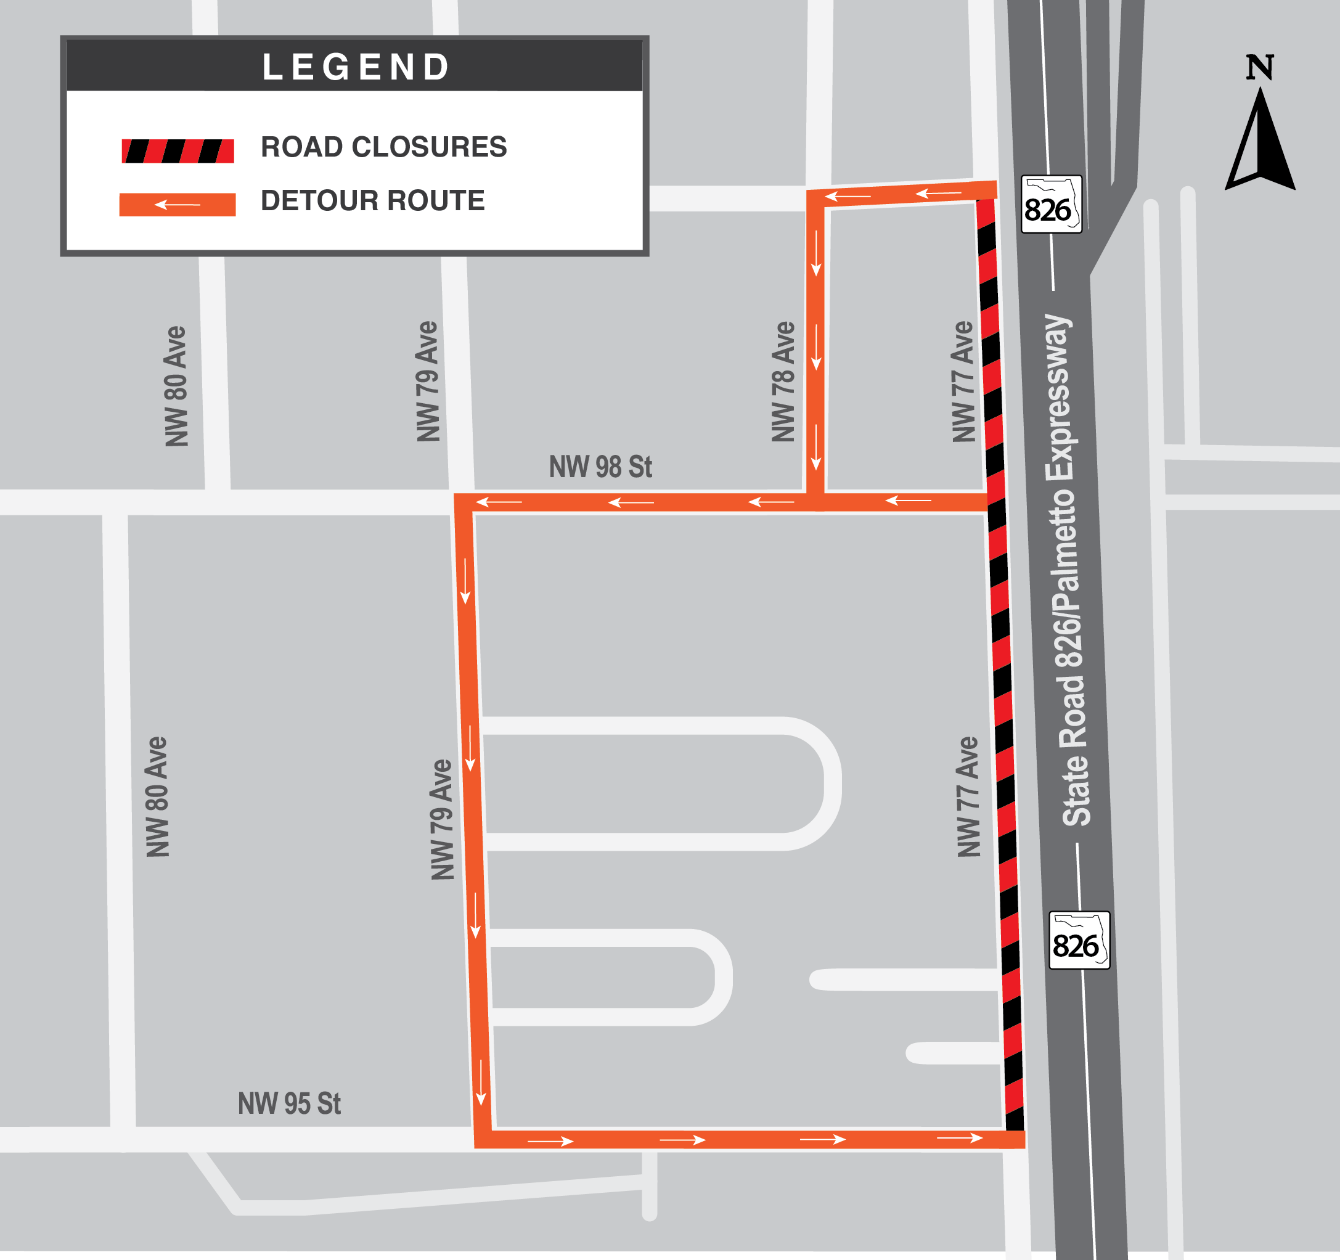 LEGEND
ROAD CLOSURES
DETOUR ROUTE
N
826
NW 80 Ave
NW 79 Ave
NW 78 Ave
NW 77 Ave
State Road 826/Palmetto Expressway
NW 98 St
NW 80 Ave
NW 79 Ave
NW 77 Ave
826
NW 95 St